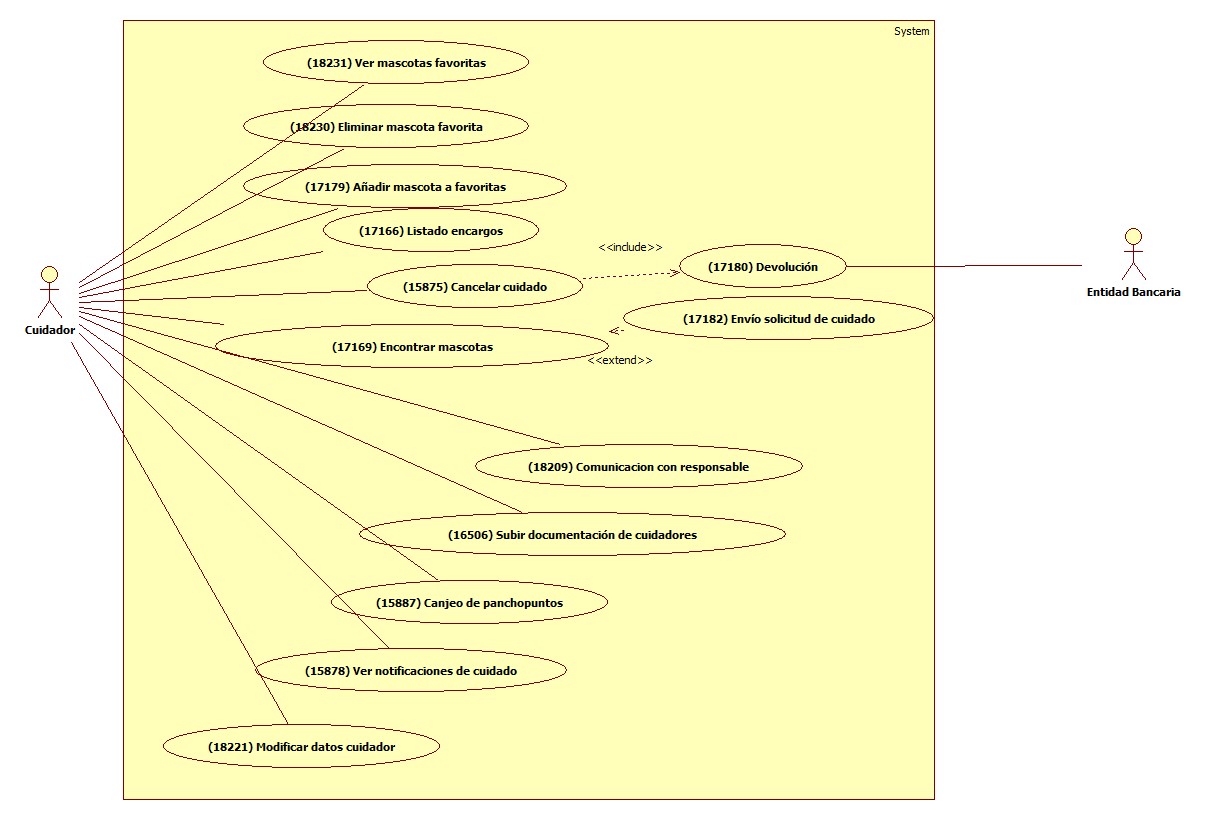 System
(18231) Ver mascotas favoritas
(18230) Eliminar mascota favorita
(17179) Añadir mascota a favoritas
(17166) Listado encargos
<<include>>
(17180) Devolución
(15875) Cancelar cuidado
Entidad Bancaria
(17182) Envío solicitud de cuidado
Cuidador
(17169) Encontrar mascotas
<<extend>>
(18209) Comunicacion con responsable
(16506) Subir documentación de cuidadores
(15887) Canjeo de panchopuntos
(15878) Ver notificaciones de cuidado
(18221) Modificar datos cuidador